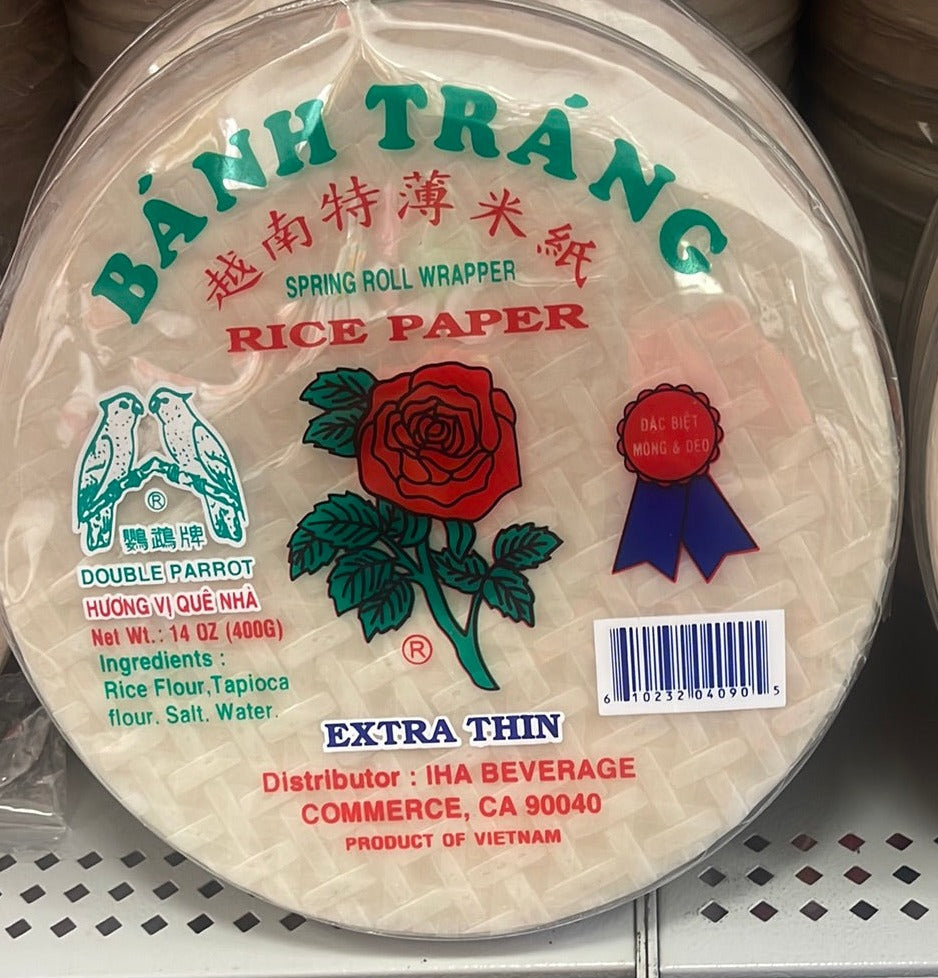 BÁNH TRÁNG
越南特薄米紙
SPRING ROLL WRAPPER
RICE PAPER
ĐẶC BIỆT
MỎNG & DẺO
®
鸚鵡牌
DOUBLE PARROT
HƯƠNG VỊ QUÊ NHÀ
Net Wt.: 14 OZ (400G)
Ingredients :
Rice Flour,Tapioca
flour. Salt. Water.
®
6 10232 04090 5
EXTRA THIN
Distributor : IHA BEVERAGE
COMMERCE, CA 90040
PRODUCT OF VIETNAM